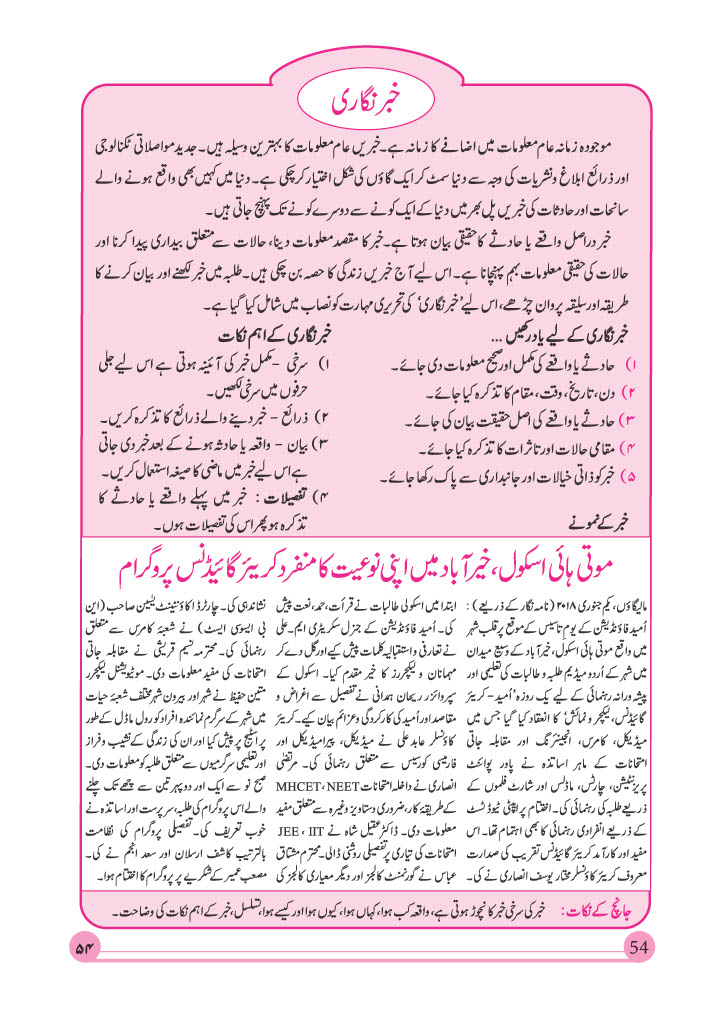 خبر نگاری
موجودہ زمانہ عام معلومات میں اضافے کا زمانہ ہے۔ خبریں عام معلومات کا بہترین وسیلہ ہیں۔ جدید مواصلاتی ٹکنالوجی
اور ذرائع ابلاغ و نشریات کی وجہ سے دنیا سمٹ کر ایک گاؤں کی شکل اختیار کر چکی ہے۔ دنیا میں کہیں بھی واقع ہونے والے
سانحات اور حادثات کی خبریں پل بھر میں دنیا کے ایک کونے سے دوسرے کونے تک پہنچ جاتی ہیں۔
خبر دراصل واقعے یا حادثے کا حقیقی بیان ہوتا ہے۔ خبر کا مقصد معلومات دینا، حالات سے متعلق بیداری پیدا کرنا اور
حالات کی حقیقی معلومات بہم پہنچانا ہے۔ اس لیے آج خبریں زندگی کا حصہ بن چکی ہیں۔ طلبہ میں خبر لکھنے اور بیان کرنے کا
طریقہ اور سلیقہ پروان چڑھے، اس لیے ’خبر نگاری‘ کی تحریری مہارت کو نصاب میں شامل کیا گیا ہے۔
خبر نگاری کے لیے یاد رکھیں ...
۱) حادثے یا واقعے کی مکمل اور صحیح معلومات دی جائے۔
۲) دن، تاریخ، وقت، مقام کا تذکرہ کیا جائے۔
۳) حادثے یا واقعے کی اصل حقیقت بیان کی جائے۔
۴) مقامی حالات اور تاثرات کا تذکرہ کیا جائے۔
۵) خبر کو ذاتی خیالات اور جانبداری سے پاک رکھا جائے۔
خبر نگاری کے اہم نکات
۱) سرخی - مکمل خبر کی آئینہ ہوتی ہے اس لیے جلی
حرفوں میں سرخی لکھیں۔
۲) ذرائع - خبر دینے والے ذرائع کا تذکرہ کریں۔
۳) بیان - واقعہ یا حادثہ ہونے کے بعد خبر دی جاتی
ہے اس لیے خبر میں ماضی کا صیغہ استعمال کریں۔
۴) تفصیلات : خبر میں پہلے واقعے یا حادثے کا
تذکرہ ہو پھر اس کی تفصیلات ہوں۔
خبر کے نمونے
موتی ہائی اسکول، خیر آباد میں اپنی نوعیت کا منفرد کریئر گائیڈنس پروگرام
مالیگاؤں، یکم جنوری ۲۰۱۸ (نامہ نگار کے ذریعے) :
اُمید فاؤنڈیشن کے یومِ تاسیس کے موقع پر قلب شہر
میں واقع موتی ہائی اسکول، خیر آباد کے وسیع میدان
میں شہر کے اُردو میڈیم طلبہ و طالبات کی تعلیمی اور
پیشہ ورانہ رہنمائی کے لیے یک روزہ ’اُمید - کریئر
گائیڈنس، لیکچر و نمائش‘ کا انعقاد کیا گیا جس میں
میڈیکل، کامرس، انجینئرنگ اور مقابلہ جاتی
امتحانات کے ماہر اساتذہ نے پاور پوائنٹ
پریزنٹیشن، چارٹس، ماڈلس اور شارٹ فلموں کے
ذریعے طلبہ کی رہنمائی کی۔ اختتام پر اپٹی ٹیوڈ ٹسٹ
کے ذریعے انفرادی رہنمائی کا بھی اہتمام تھا۔ اس
مفید اور کارآمد کریئر گائیڈنس تقریب کی صدارت
معروف کریئر کاؤنسلر مختار یوسف انصاری نے کی۔
ابتدا میں اسکولی طالبات نے قرأت، حمد، نعت پیش
کی۔ اُمید فاؤنڈیشن کے جنرل سکریٹری ایم۔ علی
نے تعارفی و استقبالیہ کلمات پیش کیے اور گل دے کر
مہمانان و لیکچررز کا خیر مقدم کیا۔ اسکول کے
سپروائزر ریحان ہمدانی نے تفصیل سے اغراض و
مقاصد اور اُمید کی کارکردگی و عزائم بیان کیے۔ کریئر
کاؤنسلر عابد علی نے میڈیکل، پیرامیڈیکل اور
فارمیسی کورسیس سے متعلق رہنمائی کی۔ مرتضیٰ
انصاری نے داخلہ امتحانات NEET، MHCET
کے طریقۂ کار، ضروری دستاویز وغیرہ سے متعلق مفید
معلومات دی۔ ڈاکٹر عقیل شاہ نے IIT ، JEE
امتحانات کی تیاری پر تفصیلی روشنی ڈالی۔ محترم مشتاق
عباس نے گورنمنٹ کالجز اور دیگر معیاری کالجز کی
نشاندہی کی۔ چارٹرڈ اکاؤنٹینٹ یٰسین صاحب (این
بی ایسوسی ایسٹ) نے شعبۂ کامرس سے متعلق
رہنمائی کی۔ محترمہ نسیم قریشی نے مقابلہ جاتی
امتحانات کی مفید معلومات دی۔ موٹیویشنل لیکچرر
متین حفیظ نے شہر اور بیرون شہر مختلف شعبۂ حیات
میں شہر کے سرگرم نمائندہ افراد کو رول ماڈل کے طور
پر اسٹیج پر پیش کیا اور ان کی زندگی کے نشیب و فراز
اور تعلیمی سرگرمیوں سے متعلق طلبہ کو معلومات دی۔
صبح نو سے ایک اور دوپہر تین سے چھے تک چلنے
والے اس پروگرام کی طلبہ، سرپرست اور اساتذہ نے
خوب تعریف کی۔ تفصیلی پروگرام کی نظامت
بالترتیب کاشف ارسلان اور سعد انجم نے کی۔
مصعب عمیر کے شکریے پر پروگرام کا اختتام ہوا۔
جانچ کے نکات : خبر کی سرخی خبر کا نچوڑ ہوتی ہے، واقعہ کب ہوا، کہاں ہوا، کیوں ہوا اور کیسے ہوا، تسلسل، خبر کے اہم نکات کی وضاحت۔
54
۵۴